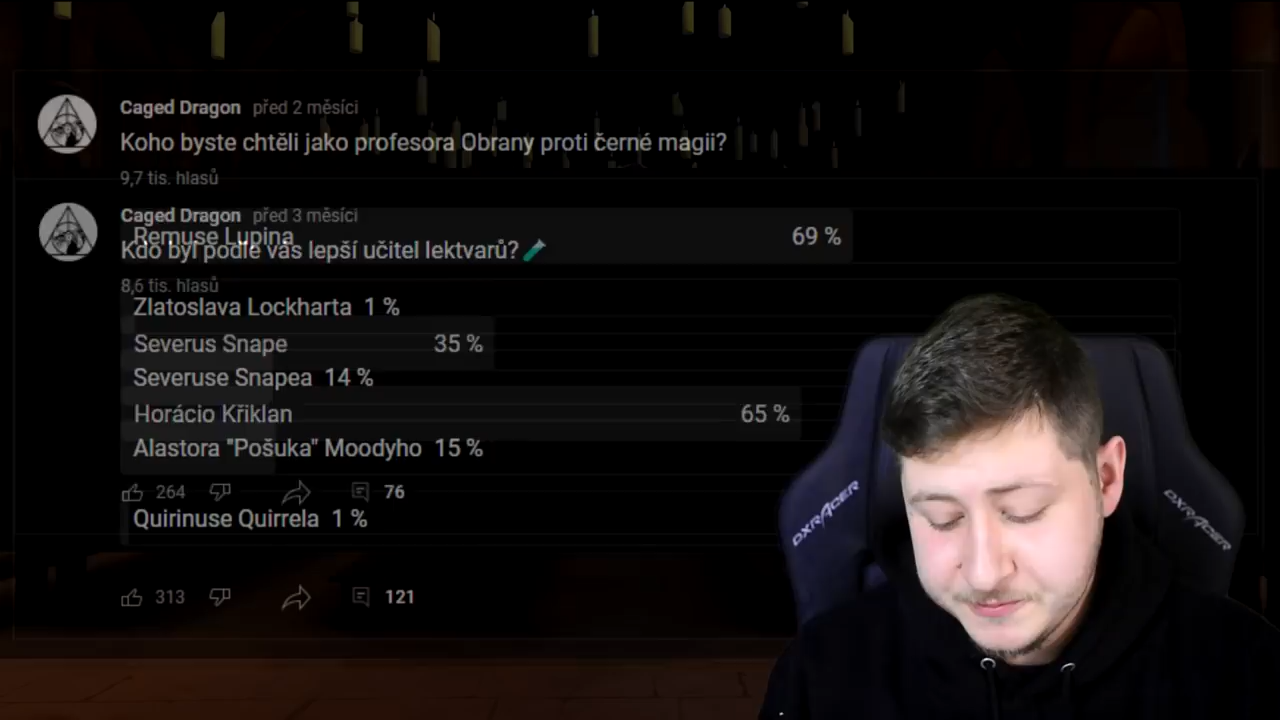 Caged Dragon před 2 měsíci
Koho byste chtěli jako profesora Obrany proti černé magii?
9,7 tis. hlasů
Caged Dragon před 3 měsíci
Remuse Lupina 69 %
Kdo byl podle vás lepší učitel lektvarů?
8,6 tis. hlasů
Zlatoslava Lockharta 1 %
Severus Snape 35 %
Severuse Snapea 14 %
Horácio Křiklan 65 %
Alastora "Pošuka" Moodyho 15 %
264 76
Quirinuse Quirrela 1 %
313 121
DXRACER
DXRACER